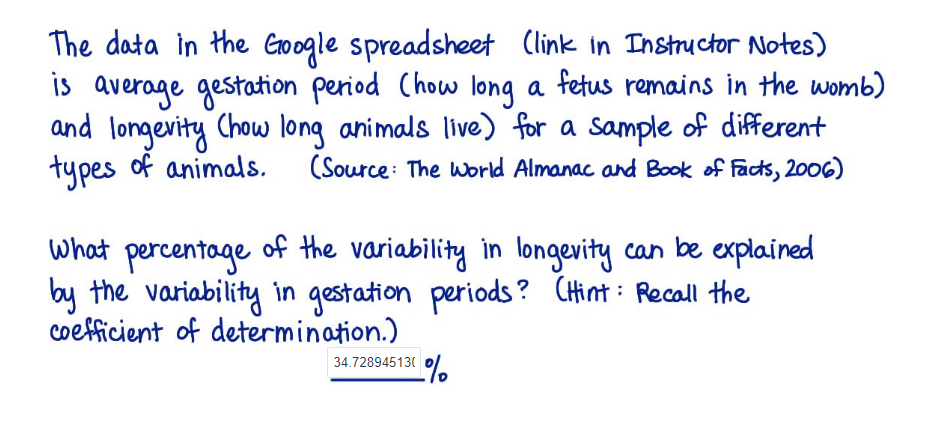 The data in the Google spreadsheet (link in Instructor Notes)
is average gestation period (how long a fetus remains in the womb)
and longevity (how long animals live) for a sample of different
types of animals. (Source: The World Almanac and Book of Facts, 2006)
What percentage of the variability in longevity can be explained
by the variability in gestation periods? (Hint: Recall the
coefficient of determination.)
34.728945130 %